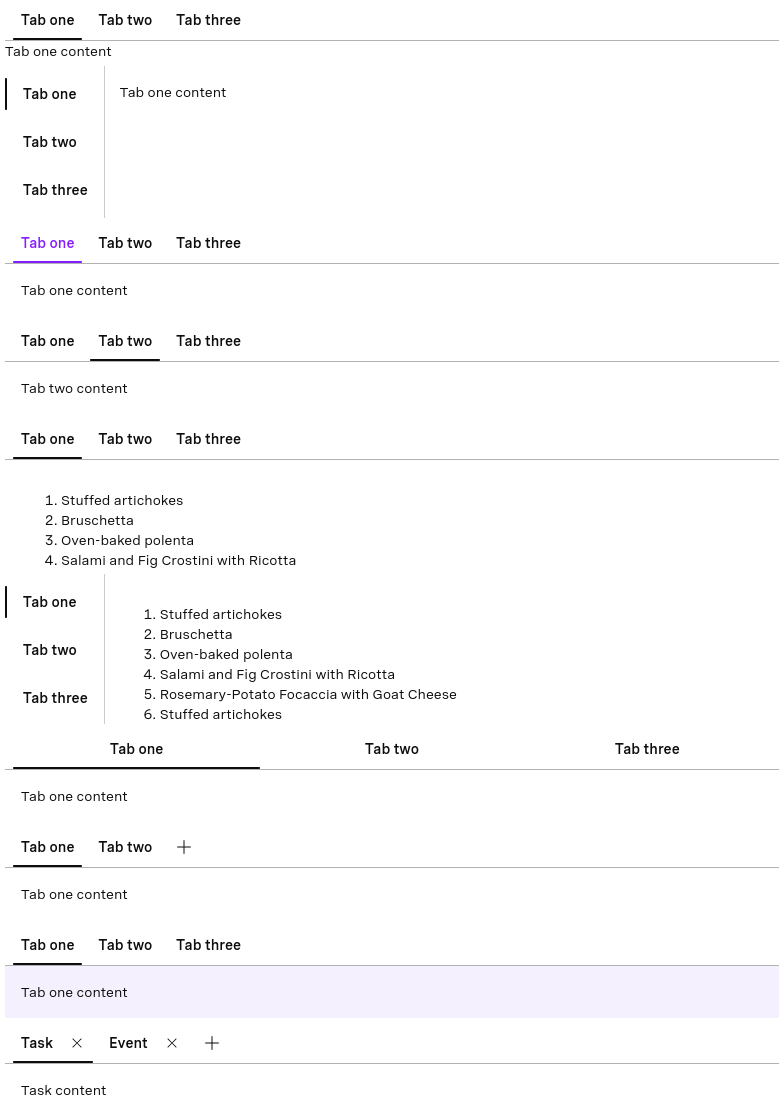 Tab one Tab two Tab three
Tab one content
Tab one
Tab one content
Tab two
Tab three
Tab one Tab two Tab three
Tab one content
Tab one Tab two Tab three
Tab two content
Tab one Tab two Tab three
1. Stuffed artichokes
2. Bruschetta
3. Oven-baked polenta
4. Salami and Fig Crostini with Ricotta
Tab one
Tab two
Tab three
1. Stuffed artichokes
2. Bruschetta
3. Oven-baked polenta
4. Salami and Fig Crostini with Ricotta
5. Rosemary-Potato Focaccia with Goat Cheese
6. Stuffed artichokes
Tab one Tab two Tab three
Tab one content
Tab one Tab two
Tab one content
Tab one Tab two Tab three
Tab one content
Task Event
Task content